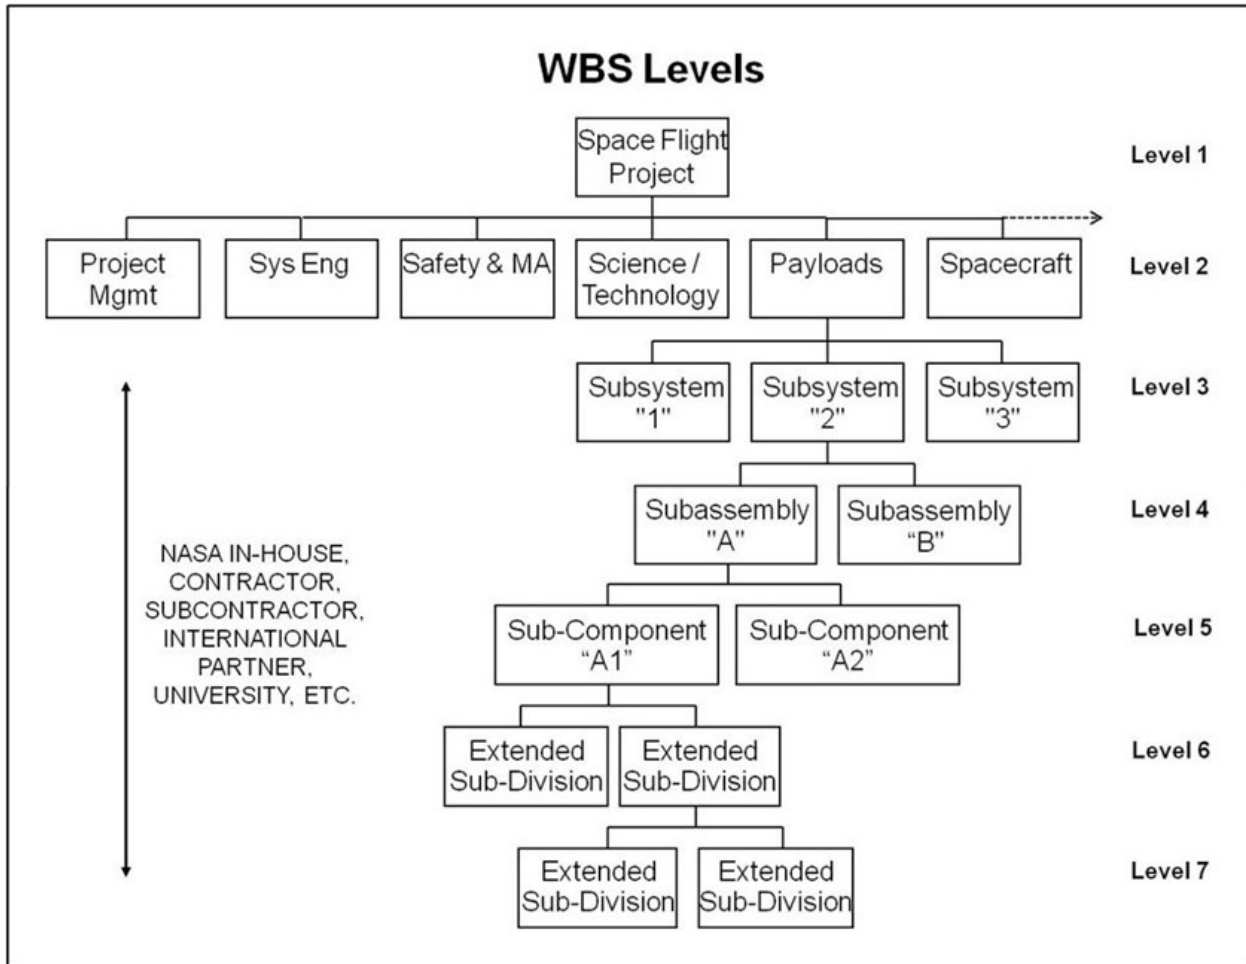 WBS Levels
Space Flight
Project
Level 1
Project
Mgmt
Sys Eng
Safety & MA
Science /
Technology
Payloads
Spacecraft
Level 2
Subsystem
"1"
Subsystem
"2"
Subsystem
"3"
Level 3
Subassembly
"A"
Subassembly
“B”
Level 4
NASA IN-HOUSE,
CONTRACTOR,
SUBCONTRACTOR,
INTERNATIONAL
PARTNER,
UNIVERSITY, ETC.
Sub-Component
“A1”
Sub-Component
“A2”
Level 5
Extended
Sub-Division
Extended
Sub-Division
Level 6
Extended
Sub-Division
Extended
Sub-Division
Level 7